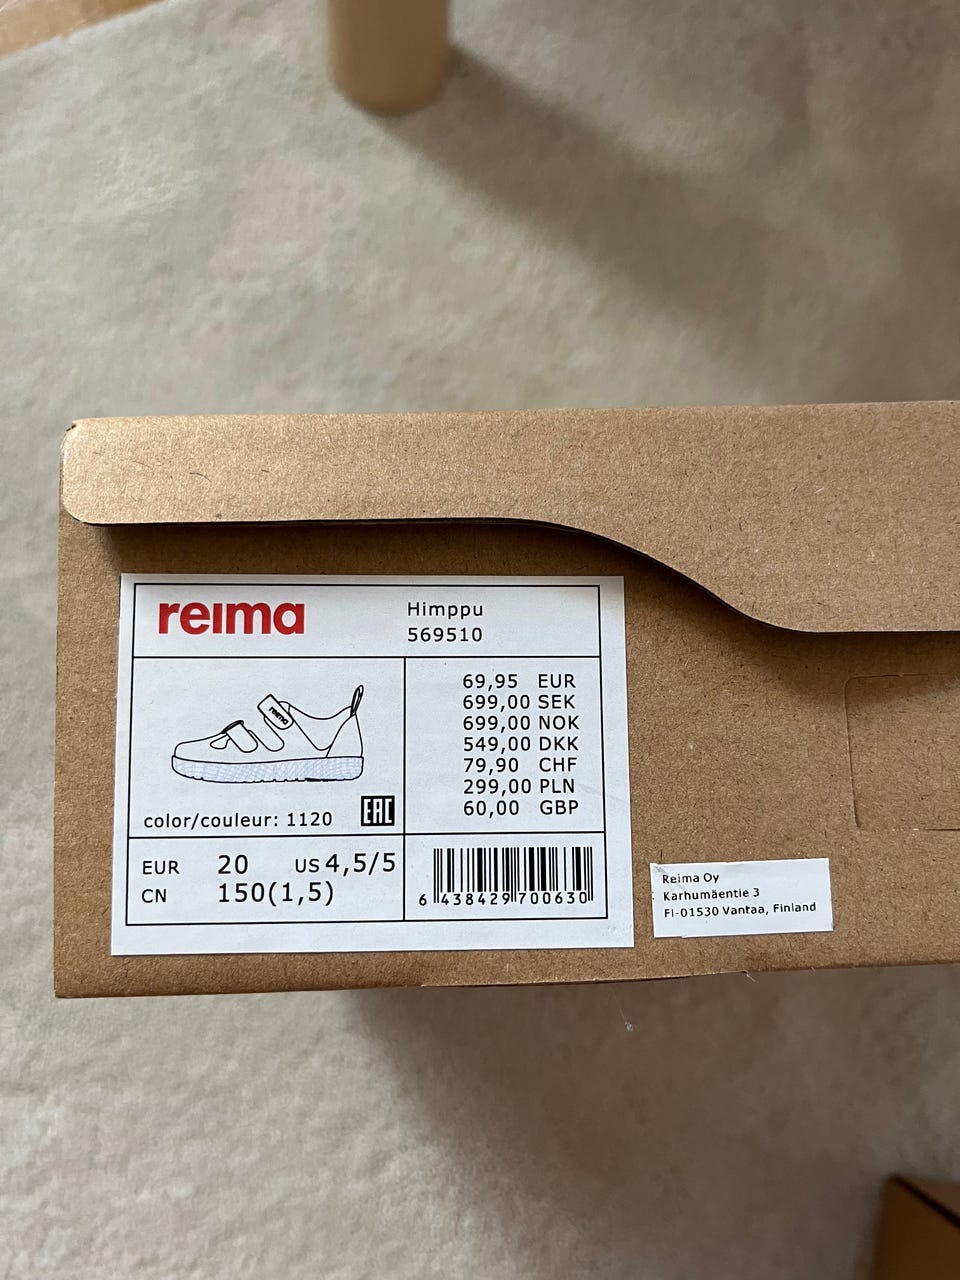 reima
Himppu
569510
reima
69,95 EUR
699,00 SEK
699,00 NOK
549,00 DKK
79,90 CHF
299,00 PLN
60,00 GBP
color/couleur: 1120
EAC
EUR 20 US 4,5/5
CN 150(1,5)
6 438429 700630
Reima Oy
Karhumäentie 3
FI-01530 Vantaa, Finland